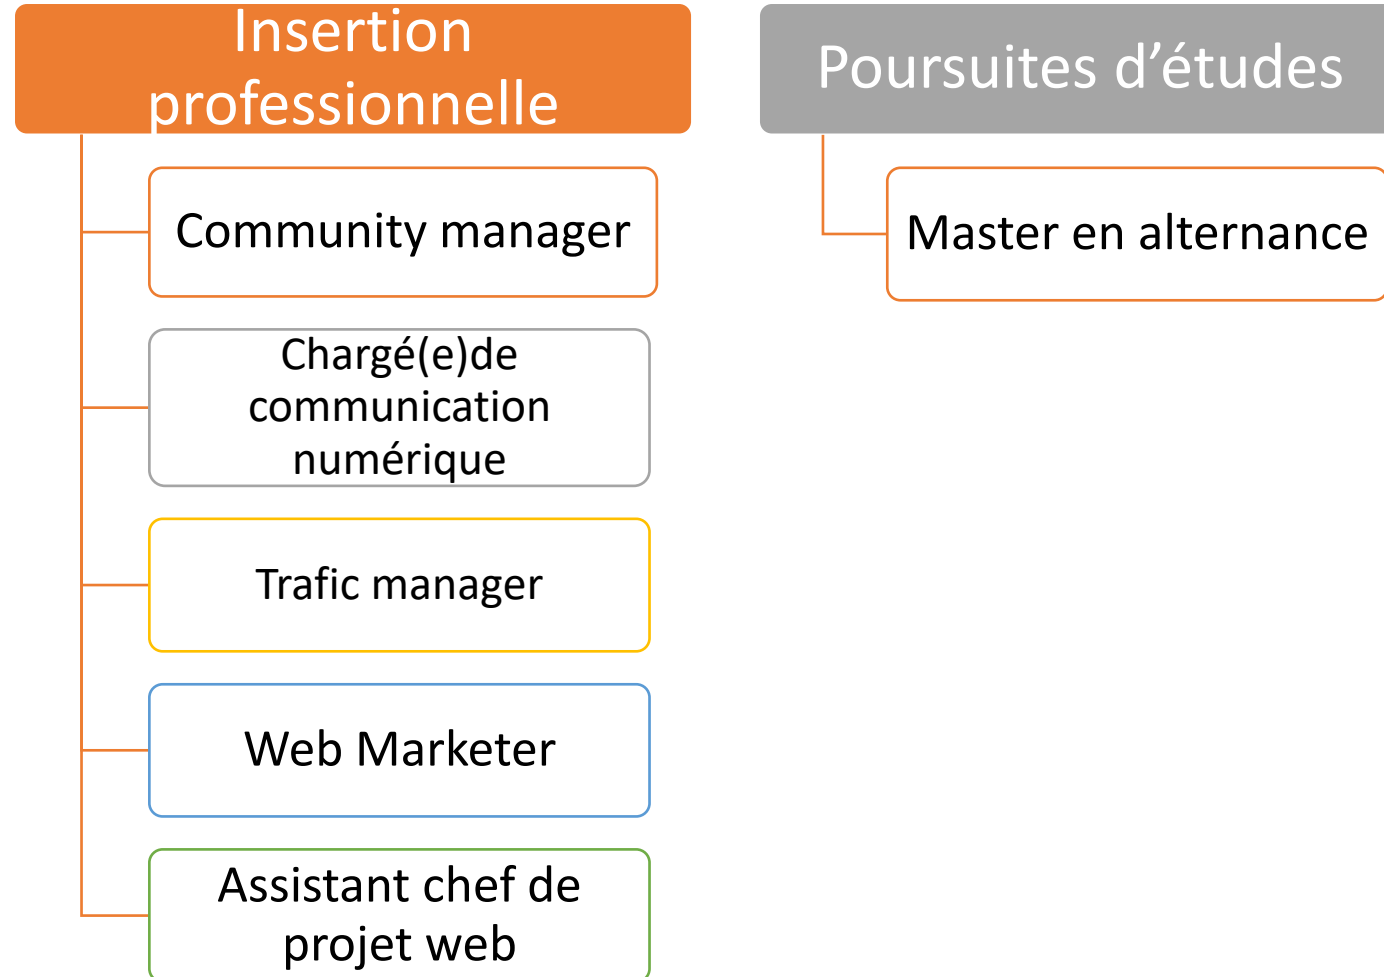 Insertion
professionnelle
Community manager
Chargé(e)de
communication
numérique
Trafic manager
Web Marketer
Assistant chef de
projet web
Poursuites d’études
Master en alternance